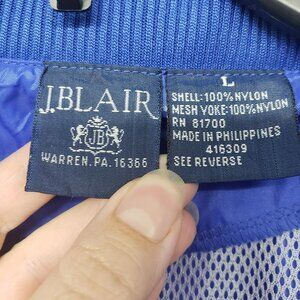 J.BLAIR
JB
WARREN, PA. 16366
L
SHELL: 100% NYLON
MESH YOKE: 100% NYLON
RN 81700
MADE IN PHILIPPINES
416309
SEE REVERSE